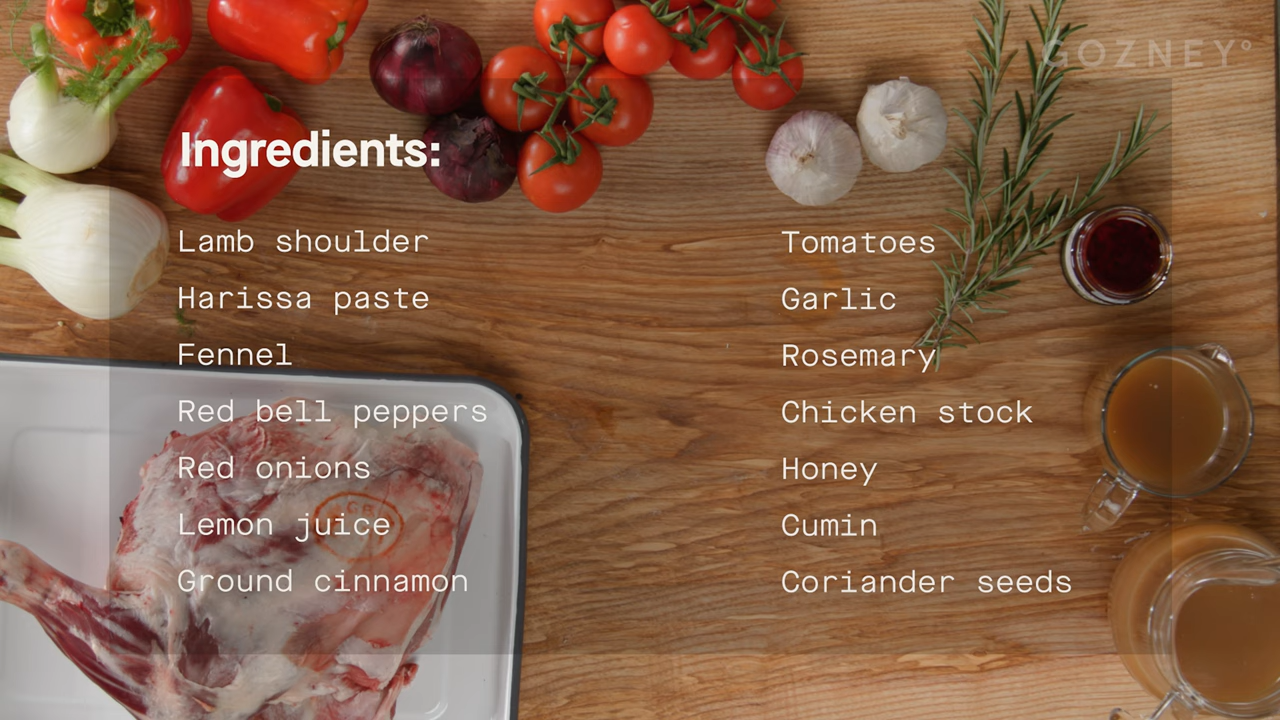 GOZNEY°
Ingredients:
Lamb shoulder
Harissa paste
Fennel
Red bell peppers
Red onions
Lemon juice
Ground cinnamon
Tomatoes
Garlic
Rosemary
Chicken stock
Honey
Cumin
Coriander seeds